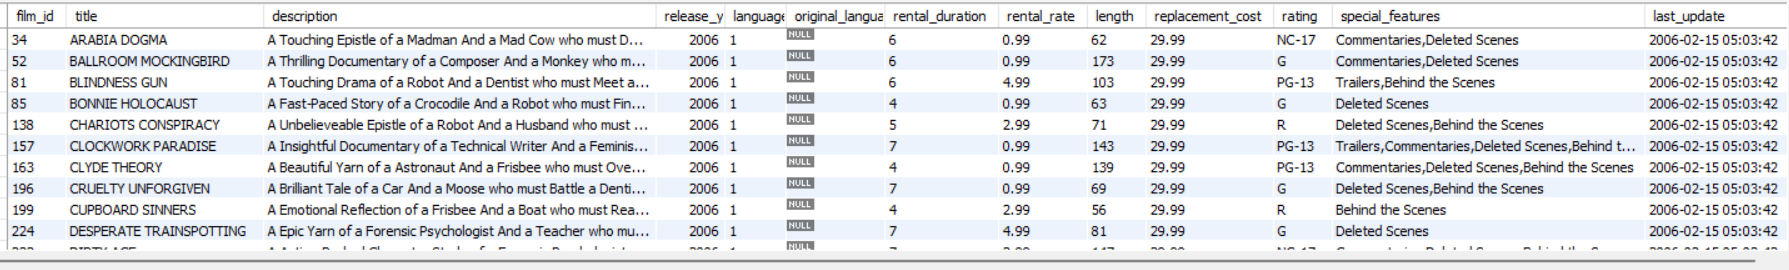 film_id title description release_y language original_langua rental_duration rental_rate length replacement_cost rating special_features last_update
34 ARABIA DOGMA A Touching Epistle of a Madman And a Mad Cow who must D... 2006 1 NULL 6 0.99 62 29.99 NC-17 Commentaries,Deleted Scenes 2006-02-15 05:03:42
52 BALLROOM MOCKINGBIRD A Thrilling Documentary of a Composer And a Monkey who m... 2006 1 NULL 6 0.99 173 29.99 G Commentaries,Deleted Scenes 2006-02-15 05:03:42
81 BLINDNESS GUN A Touching Drama of a Robot And a Dentist who must Meet a... 2006 1 NULL 6 4.99 103 29.99 PG-13 Trailers,Behind the Scenes 2006-02-15 05:03:42
85 BONNIE HOLOCAUST A Fast-Paced Story of a Crocodile And a Robot who must Fin... 2006 1 NULL 4 0.99 63 29.99 G Deleted Scenes 2006-02-15 05:03:42
138 CHARIOTS CONSPIRACY A Unbelieveable Epistle of a Robot And a Husband who must ... 2006 1 NULL 5 2.99 71 29.99 R Deleted Scenes,Behind the Scenes 2006-02-15 05:03:42
157 CLOCKWORK PARADISE A Insightful Documentary of a Technical Writer And a Feminis... 2006 1 NULL 7 0.99 143 29.99 PG-13 Trailers,Commentaries,Deleted Scenes,Behind t... 2006-02-15 05:03:42
163 CLYDE THEORY A Beautiful Yarn of a Astronaut And a Frisbee who must Ove... 2006 1 NULL 4 0.99 139 29.99 PG-13 Commentaries,Deleted Scenes,Behind the Scenes 2006-02-15 05:03:42
196 CRUELTY UNFORGIVEN A Brilliant Tale of a Car And a Moose who must Battle a Denti... 2006 1 NULL 7 0.99 69 29.99 G Deleted Scenes,Behind the Scenes 2006-02-15 05:03:42
199 CUPBOARD SINNERS A Emotional Reflection of a Frisbee And a Boat who must Rea... 2006 1 NULL 4 2.99 56 29.99 R Behind the Scenes 2006-02-15 05:03:42
224 DESPERATE TRAINSPOTTING A Epic Yarn of a Forensic Psychologist And a Teacher who mu... 2006 1 NULL 7 4.99 81 29.99 G Deleted Scenes 2006-02-15 05:03:42
NULL